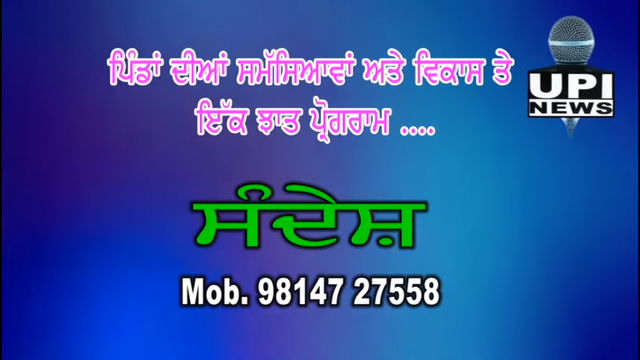 ਪਿੰਡਾਂ ਦੀਆਂ ਸਮੱਸਿਆਵਾਂ ਅਤੇ ਵਿਕਾਸ ਤੇ
ਇੱਕ ਝਾਤ ਪ੍ਰੋਗਰਾਮ ....
UPI
NEWS
ਸੰਦੇਸ਼
Mob. 98147 27558